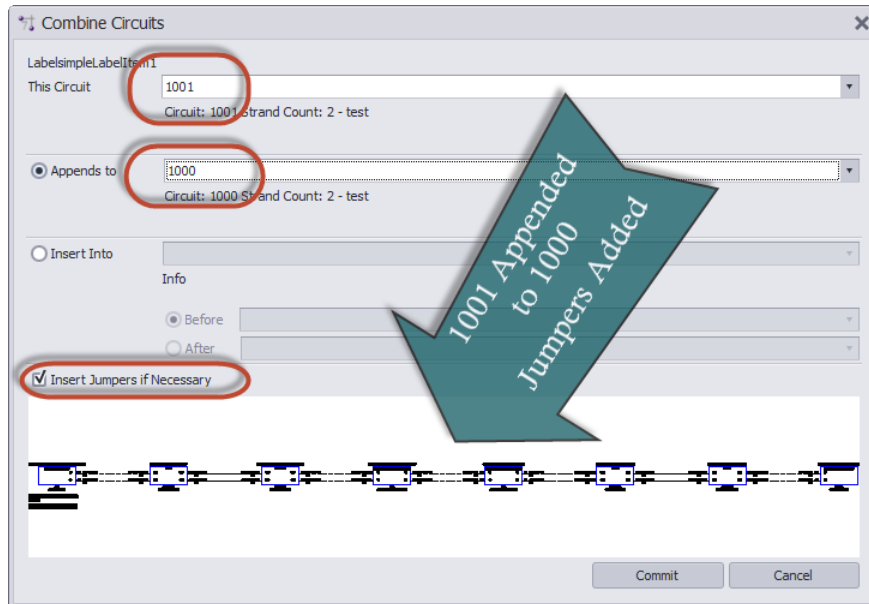 Combine Circuits
LabelsimpleLabelItem1
This Circuit
1001
Circuit: 1001 Strand Count: 2 - test
Appends to
1000
Circuit: 1000 Strand Count: 2 - test
Insert Into
Info
Before
After
1001 Appended
to 1000
Jumpers Added
Insert Jumpers if Necessary
Commit
Cancel